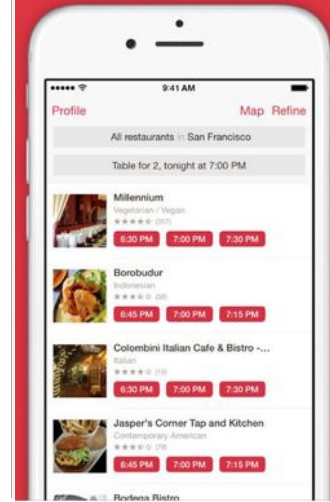 9:41 AM
Profile Map Refine
All restaurants in San Francisco
Table for 2, tonight at 7:00 PM
Millennium
Vegetarian / Vegan
6:30 PM 7:00 PM 7:30 PM
Borobudur
Indonesian
6:45 PM 7:00 PM 7:15 PM
Colombini Italian Cafe & Bistro -...
Italian
6:30 PM 7:00 PM 7:30 PM
Jasper's Corner Tap and Kitchen
Contemporary American
6:45 PM 7:00 PM 7:15 PM
Bodega Bistro